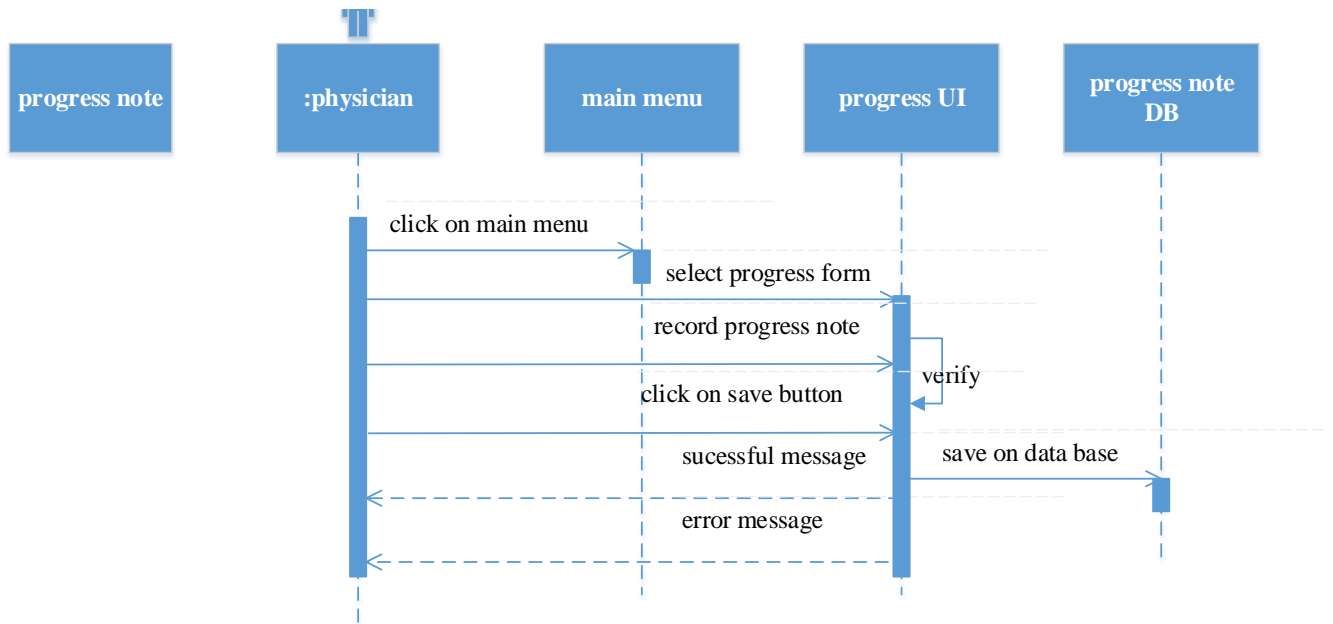 progress note
:physician
main menu
progress UI
progress note
DB
click on main menu
select progress form
record progress note
verify
click on save button
sucessful message
save on data base
error message